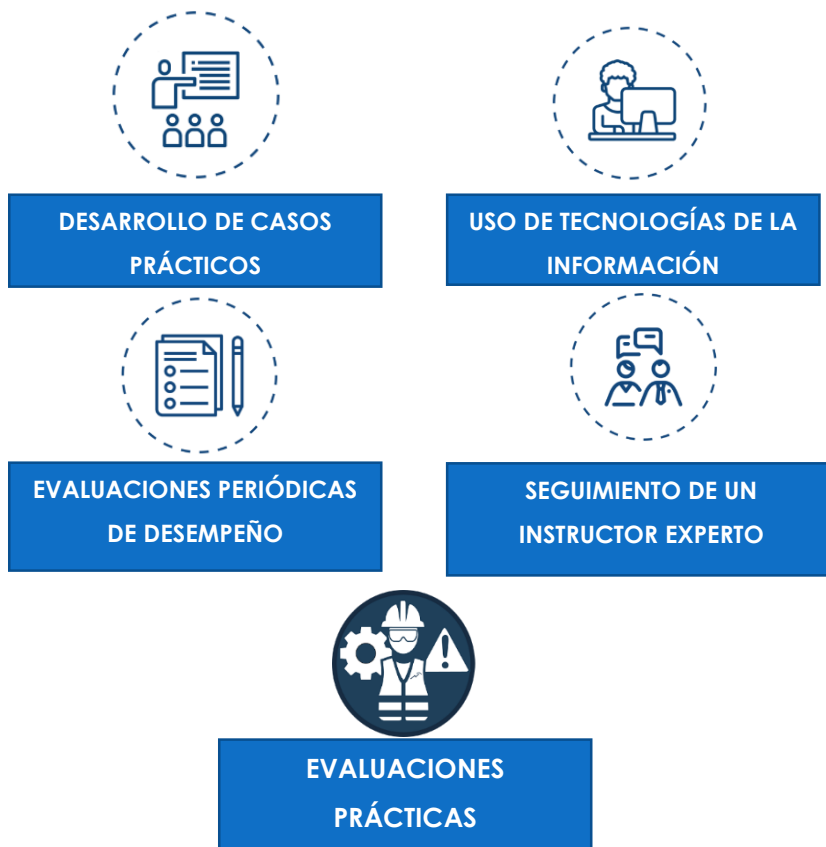 DESARROLLO DE CASOS
PRÁCTICOS
USO DE TECNOLOGÍAS DE LA
INFORMACIÓN
EVALUACIONES PERIÓDICAS
DE DESEMPEÑO
SEGUIMIENTO DE UN
INSTRUCTOR EXPERTO
EVALUACIONES
PRÁCTICAS